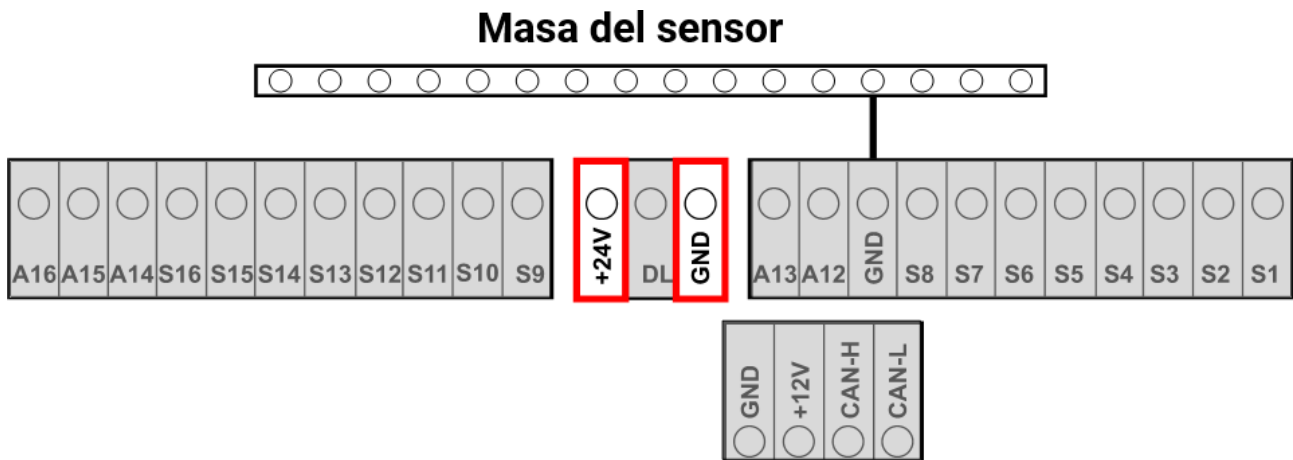 Masa del sensor
A16 A15 A14 S16 S15 S14 S13 S12 S11 S10 S9 +24V DL GND A13 A12 GND S8 S7 S6 S5 S4 S3 S2 S1
GND +12V CAN-H CAN-L